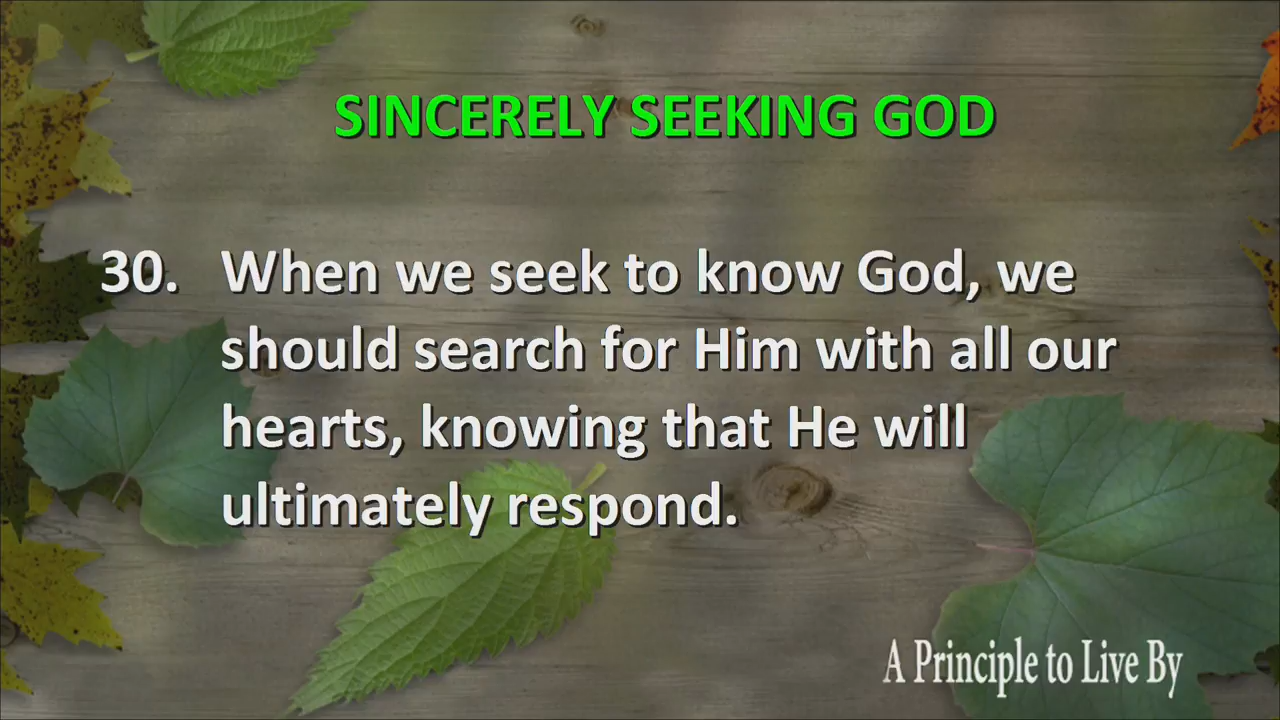 SINCERELY SEEKING GOD
30. When we seek to know God, we
should search for Him with all our
hearts, knowing that He will
ultimately respond.
A Principle to Live By